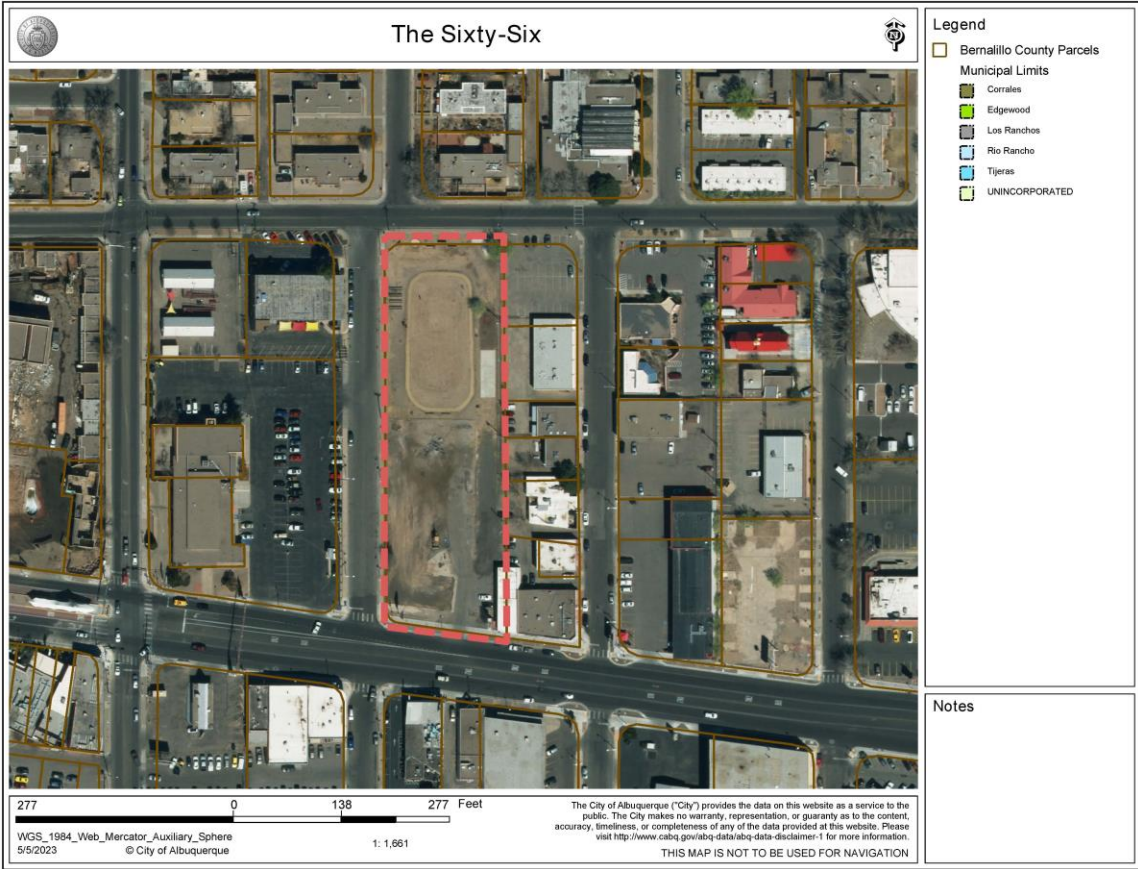 The Sixty-Six
Legend
Bernalillo County Parcels
Municipal Limits
Corrales
Edgewood
Los Ranchos
Rio Rancho
Tijeras
UNINCORPORATED
Notes
277 0 138 277 Feet
WGS_1984_Web_Mercator_Auxiliary_Sphere
5/5/2023 © City of Albuquerque
1: 1,661
The City of Albuquerque ("City") provides the data on this website as a service to the
public. The City makes no warranty, representation, or guaranty as to the content,
accuracy, timeliness, or completeness of any of the data provided at this website. Please
visit http://www.cabq.gov/abq-data/abq-data-disclaimer-1 for more information.
THIS MAP IS NOT TO BE USED FOR NAVIGATION